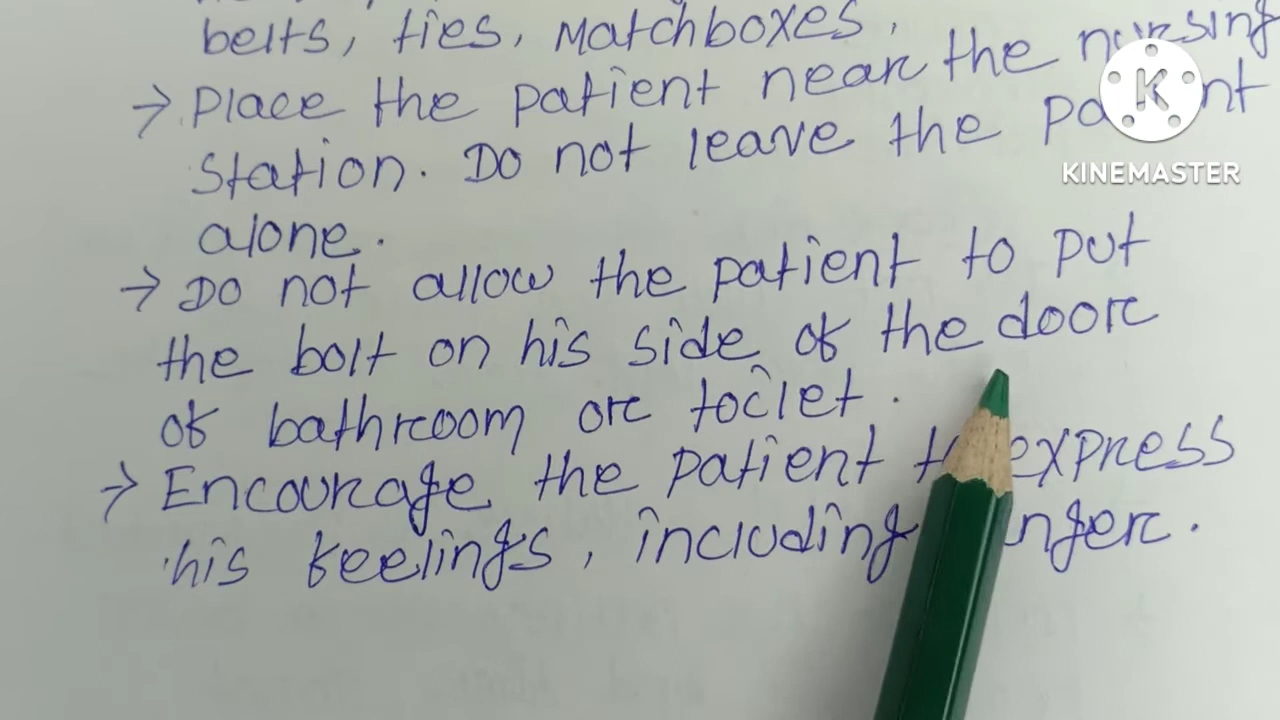 belts, ties, Matchboxes.
→ Place the patient near the nursing
Station. Do not leave the patient
alone.
→ Do not allow the patient to put
the bolt on his side of the door
of bathroom or toilet.
→ Encourage the patient to express
his feelings, including anger.
K
KINEMASTER